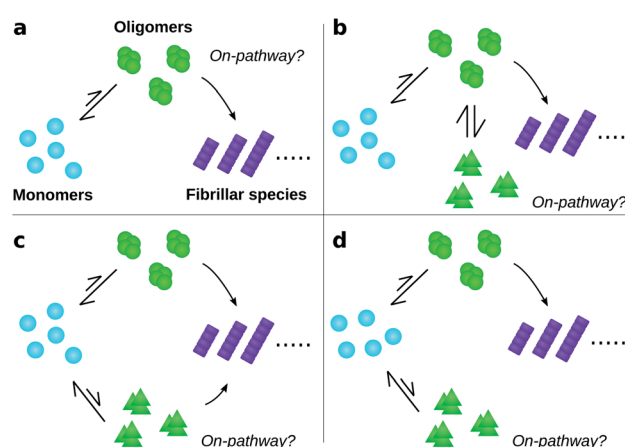 a
Oligomers
On-pathway?
Monomers
Fibrillar species
b
On-pathway?
c
On-pathway?
d
On-pathway?